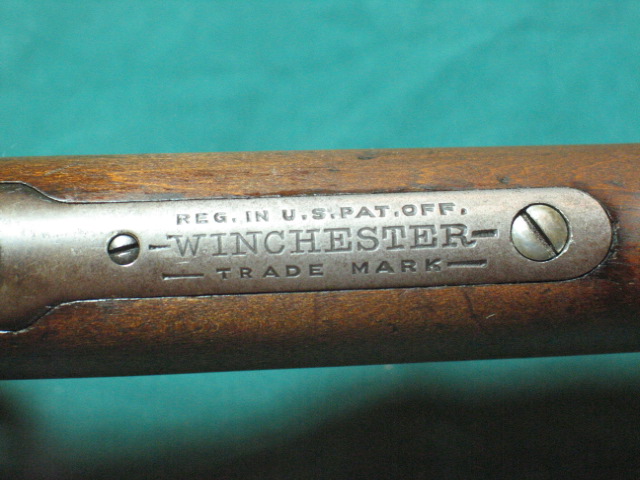 REG. IN U.S. PAT. OFF.
-WINCHESTER-
— TRADE MARK —